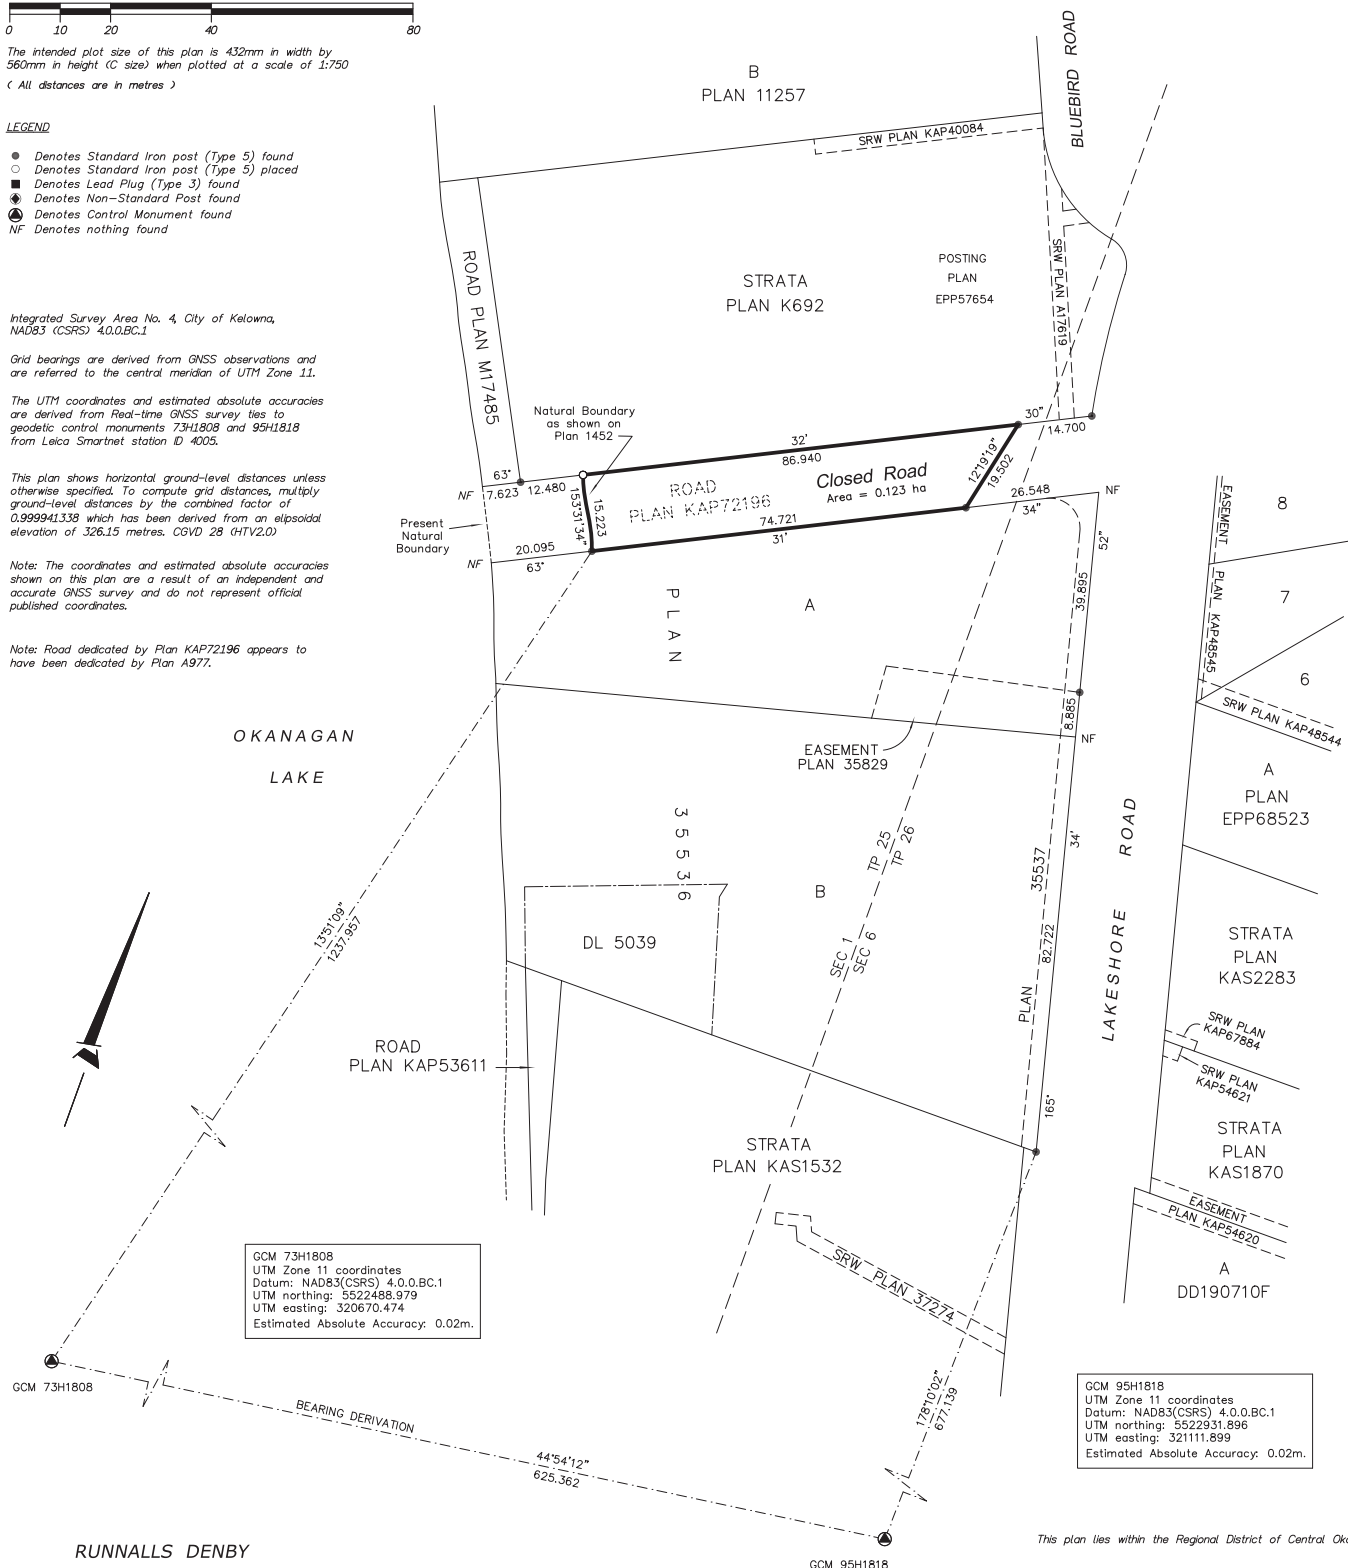 0 10 20 40 80
The intended plot size of this plan is 432mm in width by
560mm in height (C size) when plotted at a scale of 1:750
( All distances are in metres )
LEGEND
Denotes Standard Iron post (Type 5) found
Denotes Standard Iron post (Type 5) placed
Denotes Lead Plug (Type 3) found
Denotes Non-Standard Post found
Denotes Control Monument found
NF Denotes nothing found
Integrated Survey Area No. 4, City of Kelowna,
NAD83 (CSRS) 4.0.0.BC.1
Grid bearings are derived from GNSS observations and
are referred to the central meridian of UTM Zone 11.
The UTM coordinates and estimated absolute accuracies
are derived from Real-time GNSS survey ties to
geodetic control monuments 73H1808 and 95H1818
from Leica Smartnet station ID 4005.
This plan shows horizontal ground-level distances unless
otherwise specified. To compute grid distances, multiply
ground-level distances by the combined factor of
0.999941338 which has been derived from an elipsoidal
elevation of 326.15 metres. CGVD 28 (HTV2.0)
Note: The coordinates and estimated absolute accuracies
shown on this plan are a result of an independent and
accurate GNSS survey and do not represent official
published coordinates.
Note: Road dedicated by Plan KAP72196 appears to
have been dedicated by Plan A977.
B
PLAN 11257
SRW PLAN KAP40084
BLUEBIRD ROAD
ROAD PLAN M17485
STRATA
PLAN K692
POSTING
PLAN
EPP57654
SRW PLAN A17619
Natural Boundary
as shown on
Plan 1452
63°
NF 7.623 12.480
32'
86.940
30"
14.700
153°31'34"
15.223
ROAD
PLAN KAP72196
Closed Road
Area = 0.123 ha
12°19'19"
19.502
74.721
31'
26.548
34"
NF
Present
Natural
Boundary
20.095
NF 63°
52"
39.895
8.885
NF
PLAN
A
EASEMENT
PLAN 35829
35536
B
TP 25
TP 26
SEC 1
SEC 6
DL 5039
OKANAGAN
LAKE
13°51'09"
1237.957
ROAD
PLAN KAP53611
STRATA
PLAN KAS1532
PLAN 35537
34'
82.722
165°
LAKESHORE ROAD
EASEMENT PLAN KAP48545
8
7
6
SRW PLAN KAP48544
A
PLAN
EPP68523
STRATA
PLAN
KAS2283
SRW PLAN
KAP67884
SRW PLAN
KAP54621
STRATA
PLAN
KAS1870
EASEMENT
PLAN KAP54620
A
DD190710F
SRW PLAN 37274
GCM 73H1808
UTM Zone 11 coordinates
Datum: NAD83(CSRS) 4.0.0.BC.1
UTM northing: 5522488.979
UTM easting: 320670.474
Estimated Absolute Accuracy: 0.02m.
GCM 73H1808
BEARING DERIVATION
44°54'12"
625.362
178°10'02"
677.139
GCM 95H1818
UTM Zone 11 coordinates
Datum: NAD83(CSRS) 4.0.0.BC.1
UTM northing: 5522931.896
UTM easting: 321111.899
Estimated Absolute Accuracy: 0.02m.
This plan lies within the Regional District of Central Oka
RUNNALLS DENBY
GCM 95H1818